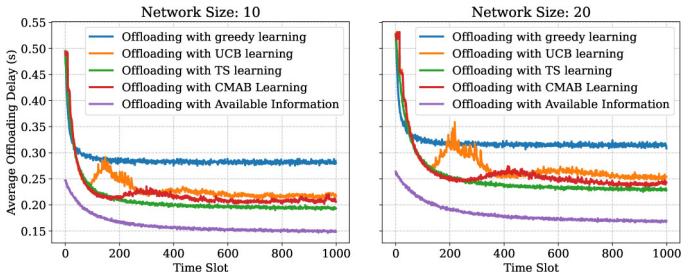 Network Size: 10
Offloading with greedy learning
Offloading with UCB learning
Offloading with TS learning
Offloading with CMAB Learning
Offloading with Available Information
Average Offloading Delay (s)
0.55
0.50
0.45
0.40
0.35
0.30
0.25
0.20
0.15
0
200
400
600
800
1000
Time Slot
Network Size: 20
Offloading with greedy learning
Offloading with UCB learning
Offloading with TS learning
Offloading with CMAB Learning
Offloading with Available Information
0
200
400
600
800
1000
Time Slot